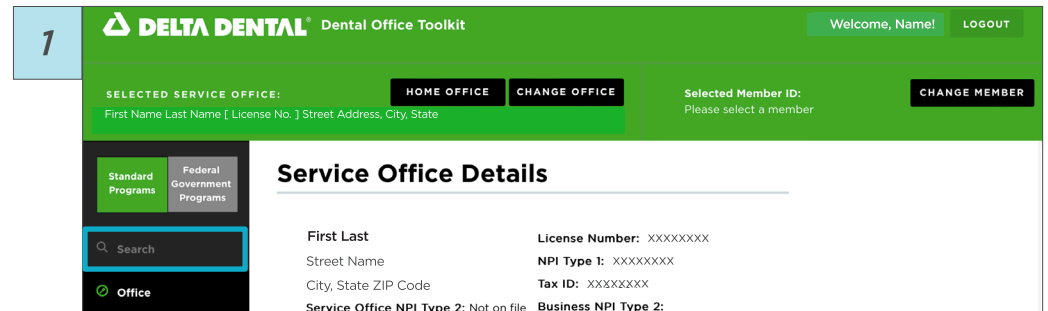 1
DELTA DENTAL® Dental Office Toolkit
Welcome, Name!
LOGOUT
SELECTED SERVICE OFFICE:
HOME OFFICE
CHANGE OFFICE
First Name Last Name [ License No. ] Street Address, City, State
Selected Member ID:
Please select a member
CHANGE MEMBER
Standard
Programs
Federal
Government
Programs
Search
Office
Service Office Details
First Last
Street Name
City, State ZIP Code
Service Office NPI Type 2: Not on file
License Number: XXXXXXXX
NPI Type 1: XXXXXXXX
Tax ID: XXXXXXXX
Business NPI Type 2: